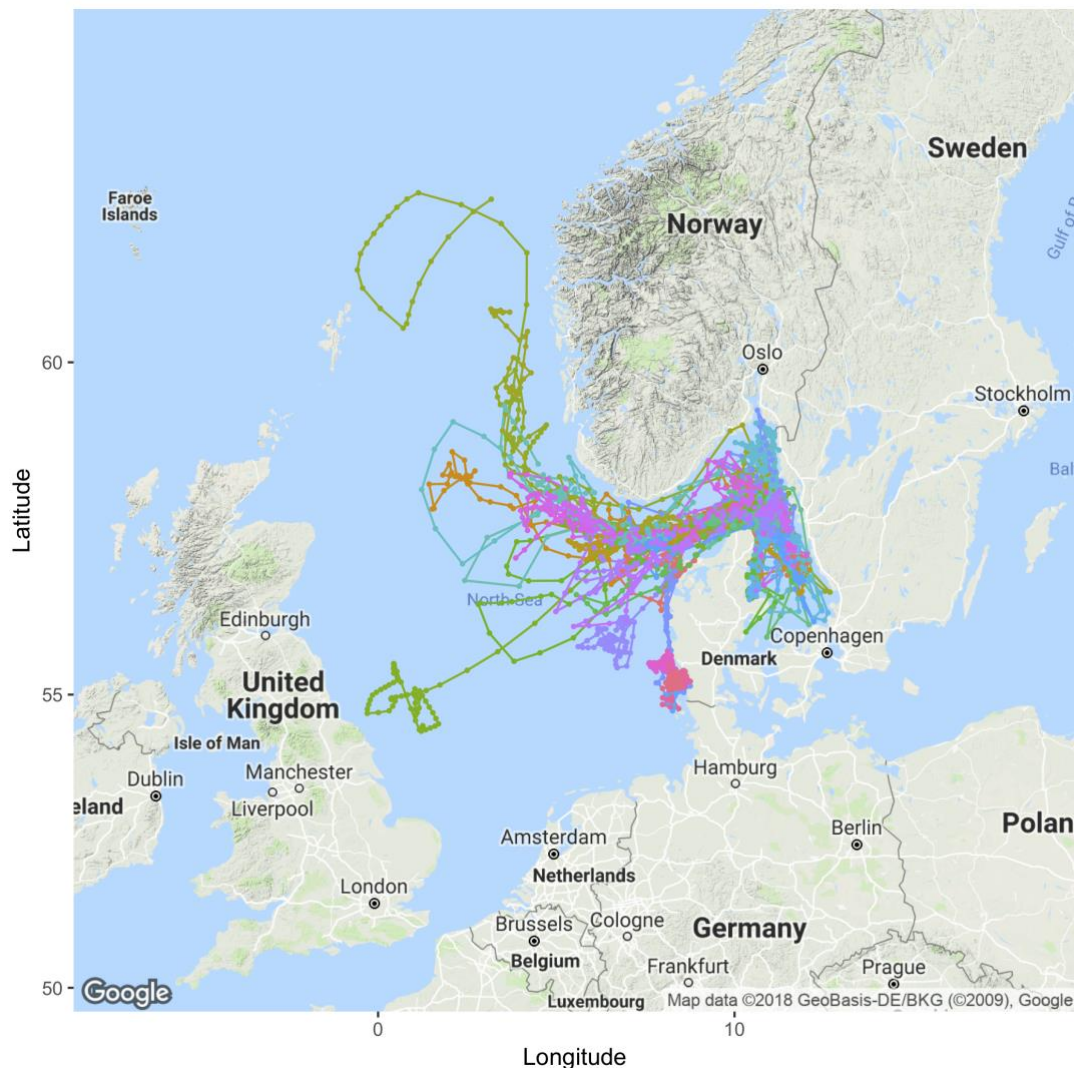 Sweden
Faroe
Islands
Norway
Gulf of
60
Oslo
Stockholm
Bal
Latitude
North Sea
Edinburgh
Copenhagen
Denmark
United
Kingdom
55
Isle of Man
Dublin
Manchester
Hamburg
eland
Liverpool
Polan
Berlin
Amsterdam
Netherlands
London
Brussels
Cologne
Germany
Belgium
Frankfurt
Prague
50
Google
Luxembourg
Map data ©2018 GeoBasis-DE/BKG (©2009), Google
0
10
Longitude